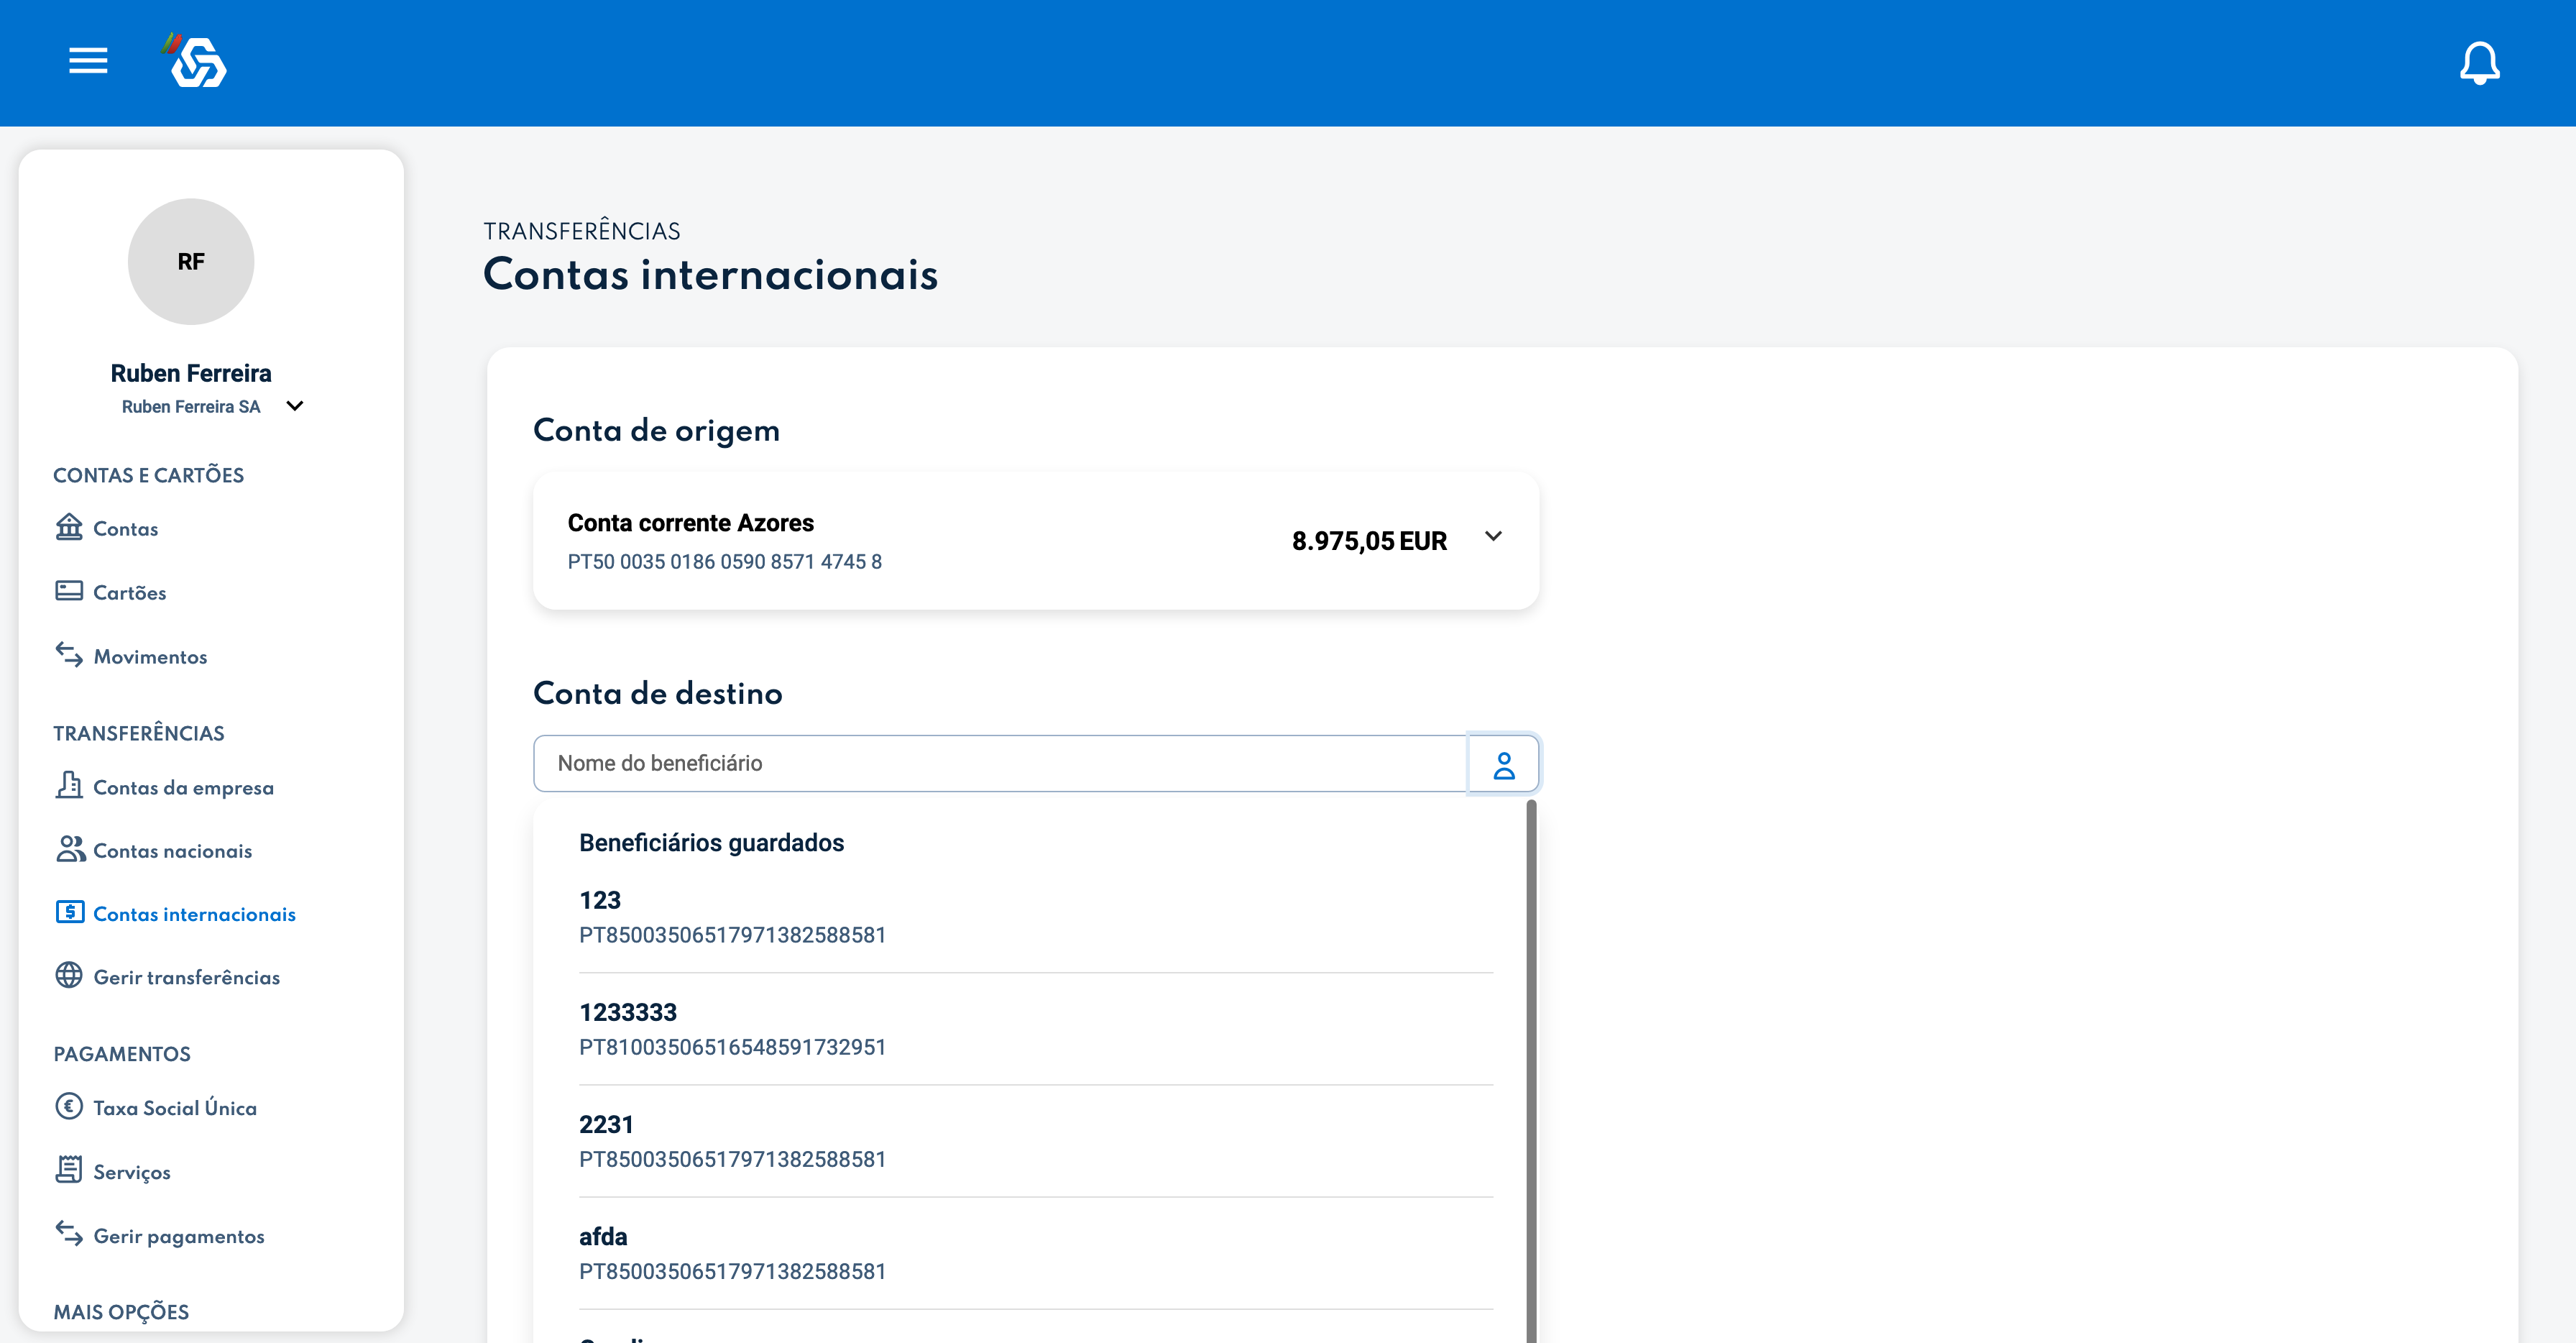 RF
Ruben Ferreira
Ruben Ferreira SA
CONTAS E CARTÕES
Contas
Cartões
Movimentos
TRANSFERÊNCIAS
Contas da empresa
Contas nacionais
Contas internacionais
Gerir transferências
PAGAMENTOS
Taxa Social Única
Serviços
Gerir pagamentos
MAIS OPÇÕES
TRANSFERÊNCIAS
Contas internacionais
Conta de origem
Conta corrente Azores
8.975,05 EUR
PT50 0035 0186 0590 8571 4745 8
Conta de destino
Nome do beneficiário
Beneficiários guardados
123
PT85003506517971382588581
1233333
PT81003506516548591732951
2231
PT85003506517971382588581
afda
PT85003506517971382588581